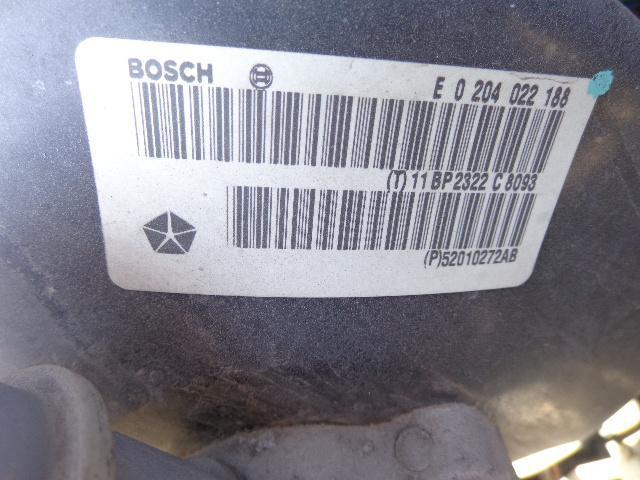 BOSCH E 0 204 022 188
(T) 11 BP2322 C 8093
(P)52010272AB